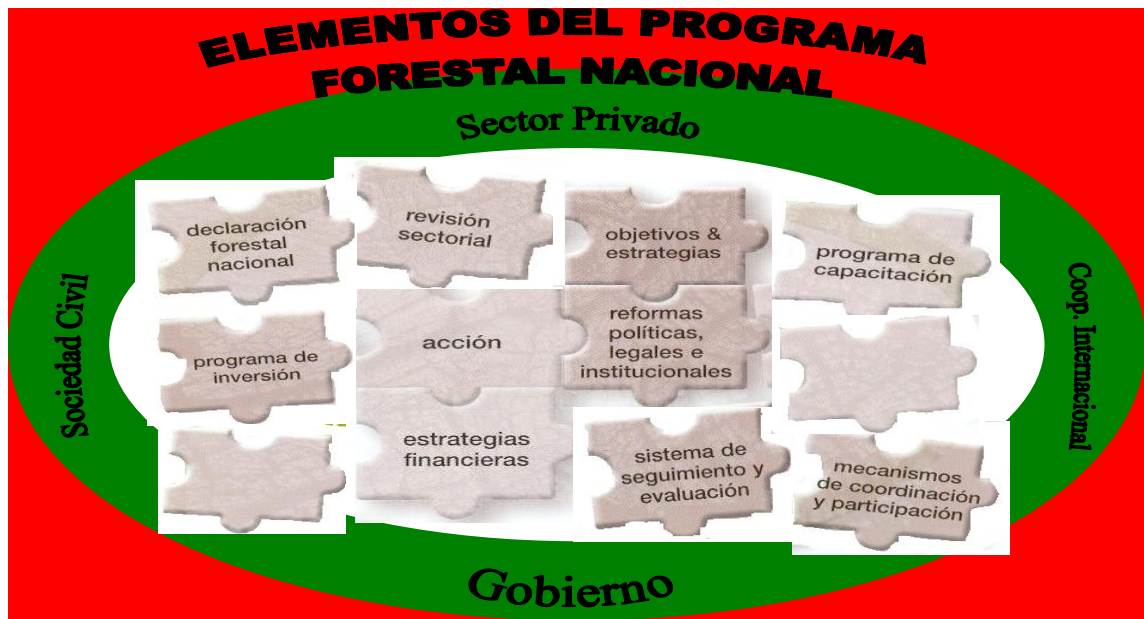 ELEMENTOS DEL PROGRAMA
FORESTAL NACIONAL
Sector Privado
declaración
forestal
nacional
revisión
sectorial
objetivos &
estrategias
programa de
capacitación
Sociedad Civil
Coop. Internacional
programa de
inversión
acción
reformas
políticas,
legales e
institucionales
estrategias
financieras
sistema de
seguimiento y
evaluación
mecanismos
de coordinación
y participación
Gobierno